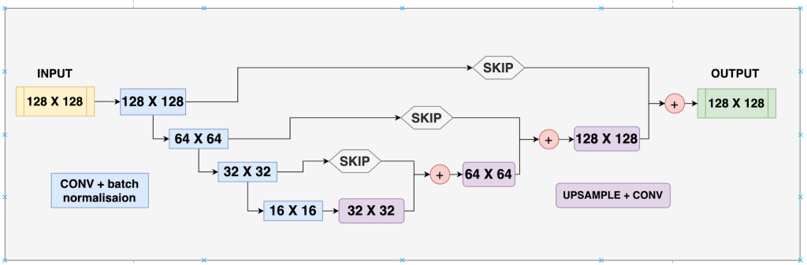 INPUT
OUTPUT
SKIP
128 X 128
128 X 128
128 X 128
+
SKIP
64 X 64
128 X 128
+
SKIP
32 X 32
64 X 64
+
CONV + batch
normalisaion
UPSAMPLE + CONV
16 X 16
32 X 32